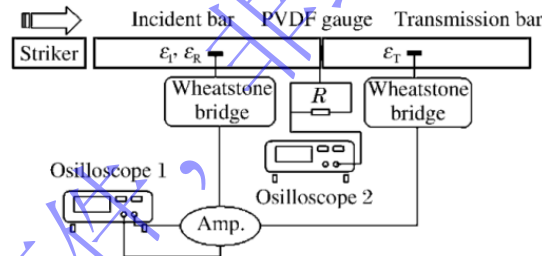 Incident bar PVDF gauge Transmission bar
Striker εI, εR εT
Wheatstone bridge
R
Wheatstone bridge
Osilloscope 1
Osilloscope 2
Amp.